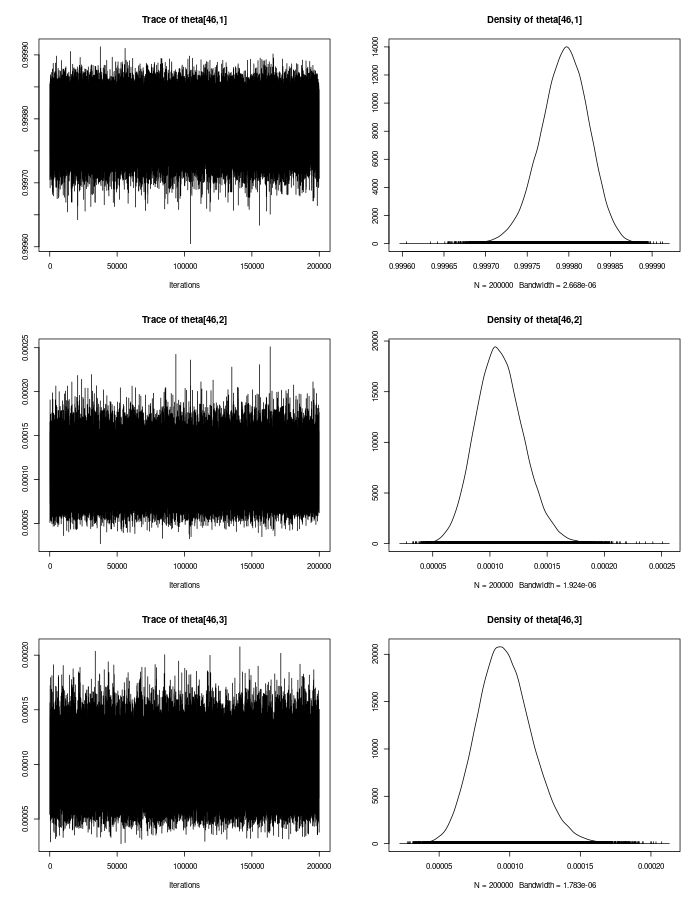 Trace of theta[46,1]
0.99960 0.99970 0.99980 0.99990
0 50000 100000 150000 200000
Iterations
Density of theta[46,1]
0 2000 4000 6000 8000 10000 12000 14000
0.99960 0.99965 0.99970 0.99975 0.99980 0.99985 0.99990
N = 200000 Bandwidth = 2.668e-06
Trace of theta[46,2]
0.00005 0.00010 0.00015 0.00020 0.00025
0 50000 100000 150000 200000
Iterations
Density of theta[46,2]
0 5000 10000 15000 20000
0.00005 0.00010 0.00015 0.00020 0.00025
N = 200000 Bandwidth = 1.924e-06
Trace of theta[46,3]
0.00005 0.00010 0.00015 0.00020
0 50000 100000 150000 200000
Iterations
Density of theta[46,3]
0 5000 10000 15000 20000
0.00005 0.00010 0.00015 0.00020
N = 200000 Bandwidth = 1.783e-06